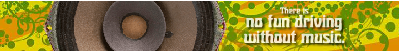 There is
no fun driving
without music.